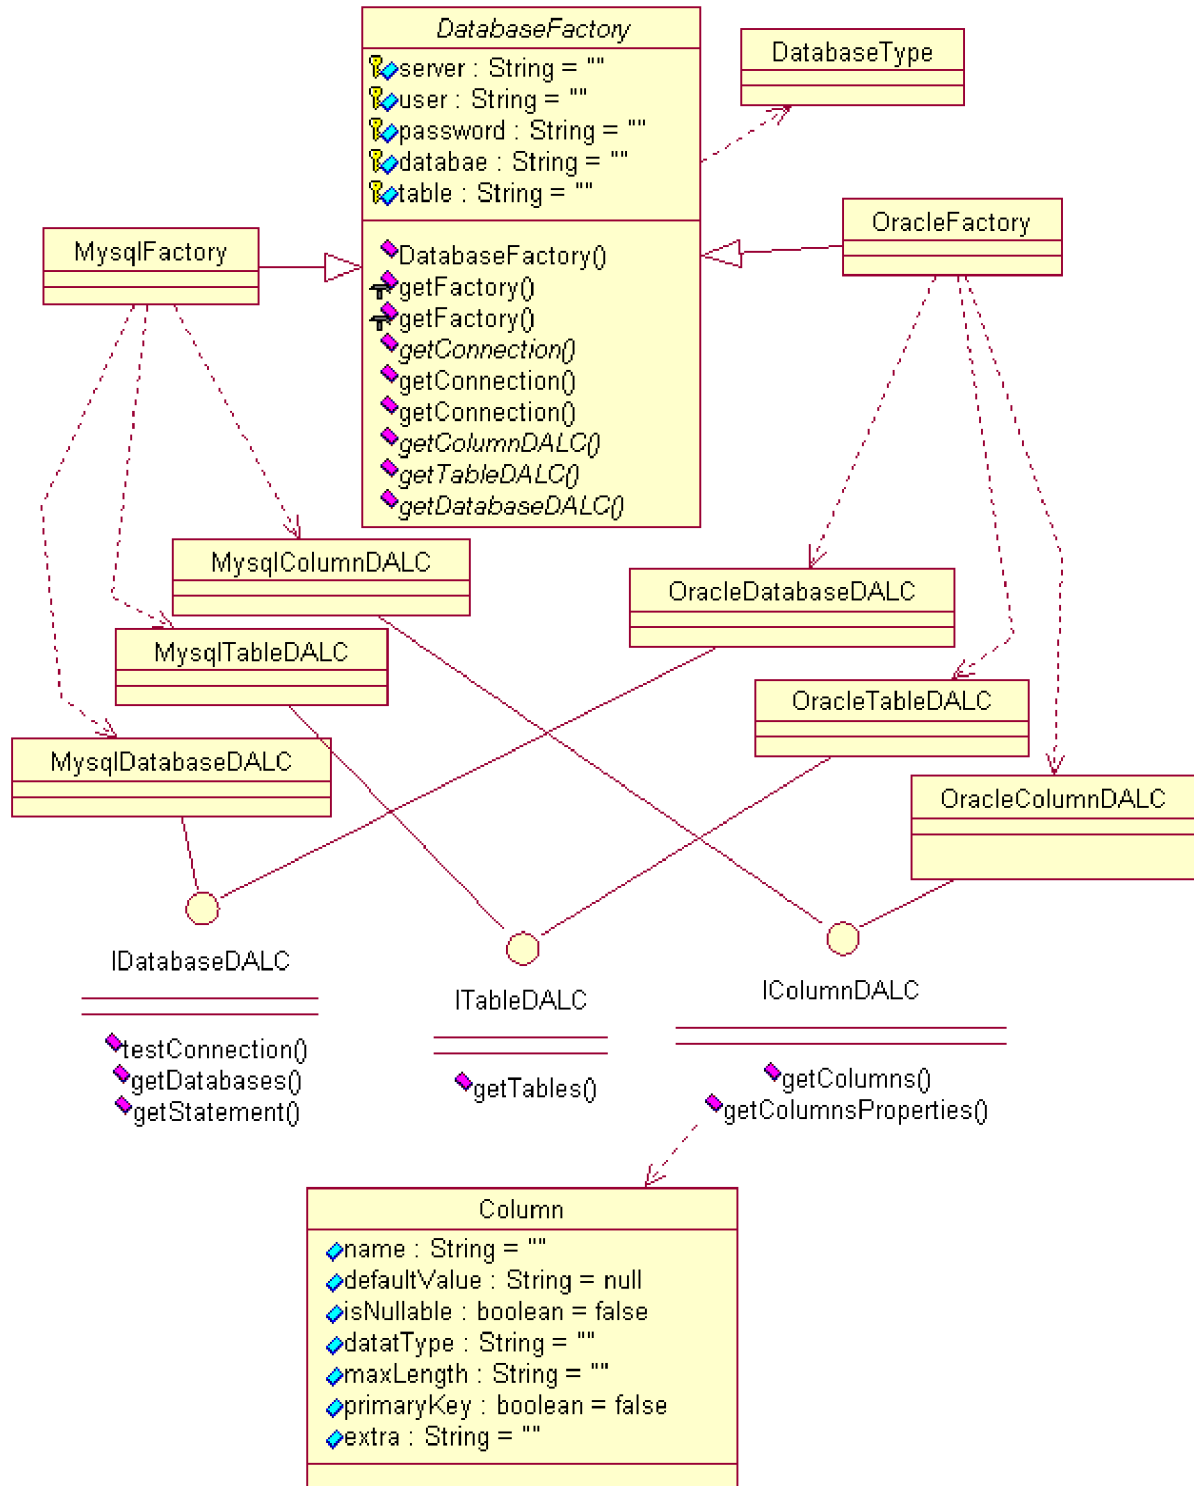 DatabaseFactory
server : String = ""
user : String = ""
password : String = ""
databae : String = ""
table : String = ""
DatabaseFactory()
getFactory()
getFactory()
getConnection()
getConnection()
getConnection()
getColumnDALC()
getTableDALC()
getDatabaseDALC()
DatabaseType
MysqlFactory
OracleFactory
MysqlColumnDALC
MysqlTableDALC
MysqlDatabaseDALC
OracleDatabaseDALC
OracleTableDALC
OracleColumnDALC
IDatabaseDALC
testConnection()
getDatabases()
getStatement()
ITableDALC
getTables()
IColumnDALC
getColumns()
getColumnsProperties()
Column
name : String = ""
defaultValue : String = null
isNullable : boolean = false
datatType : String = ""
maxLength : String = ""
primaryKey : boolean = false
extra : String = ""